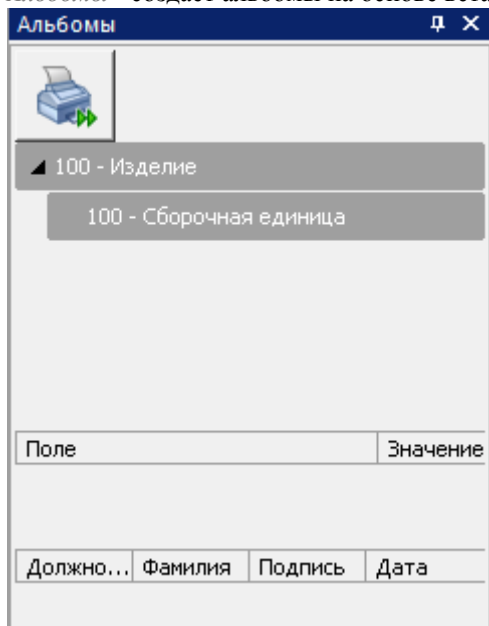 Альбомы
100 - Изделие
100 - Сборочная единица
Поле Значение
Должно... Фамилия Подпись Дата